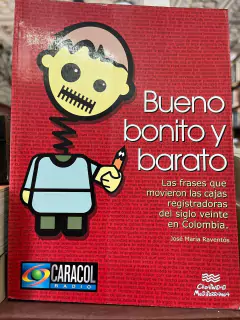 Bueno
bonito y
barato
Las frases que
movieron las cajas
registradoras
del siglo veinte
en Colombia.
José María Raventós
CARACOL
RADIO